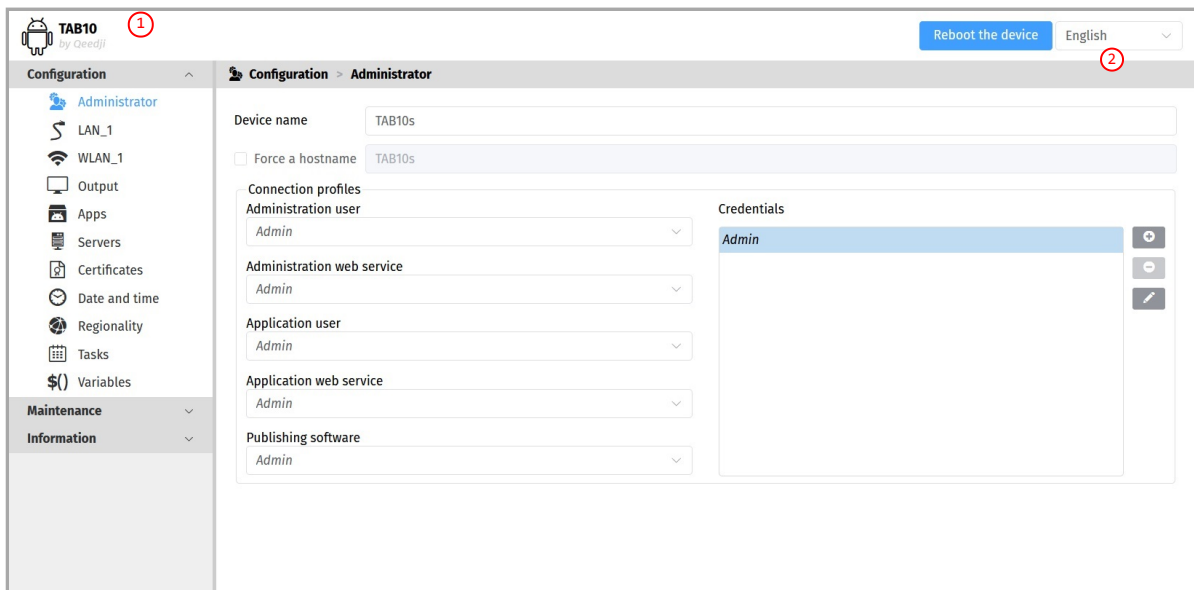 TAB10
by Qeedji
1
Reboot the device
English
2
Configuration
Administrator
LAN_1
WLAN_1
Output
Apps
Servers
Certificates
Date and time
Regionality
Tasks
$() Variables
Maintenance
Information
Configuration > Administrator
Device name TAB10s
Force a hostname TAB10s
Connection profiles
Administration user
Admin
Administration web service
Admin
Application user
Admin
Application web service
Admin
Publishing software
Admin
Credentials
Admin